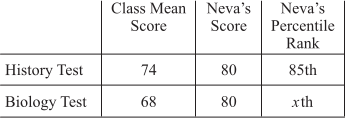 Class Mean Score Neva's Score Neva's Percentile Rank
History Test 74 80 85th
Biology Test 68 80 xth